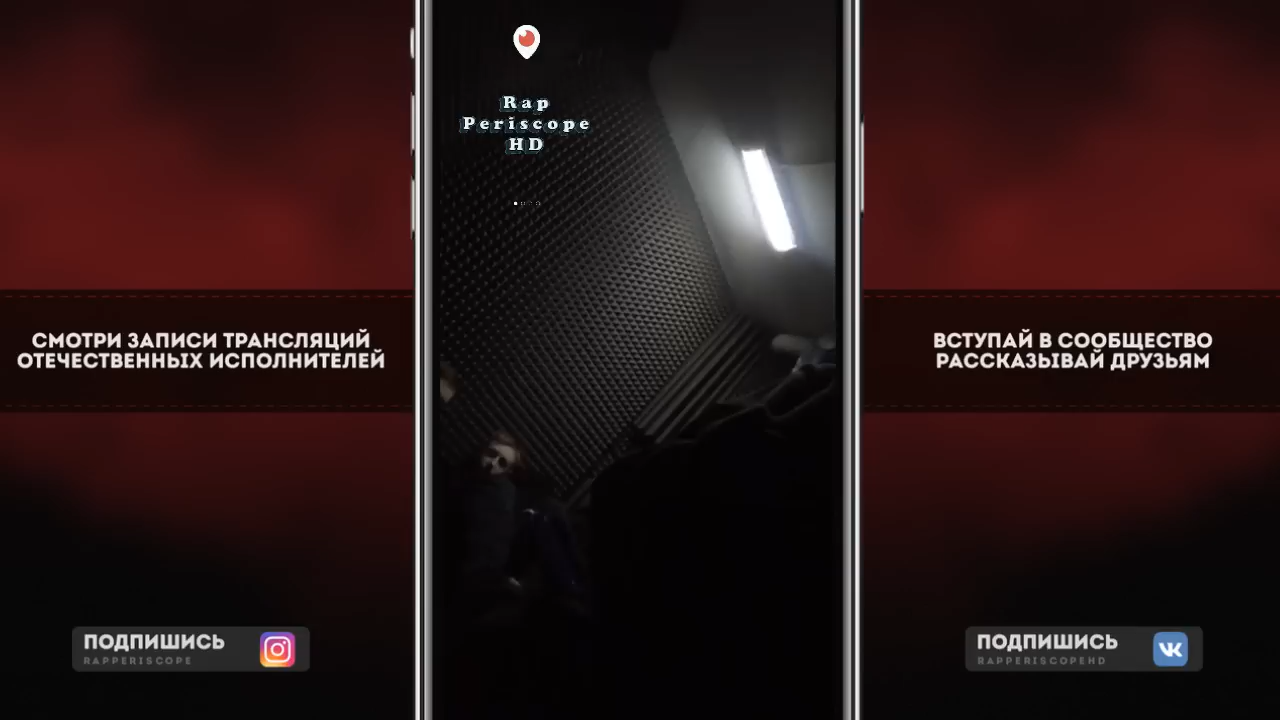 Rap
Periscope
HD
СМОТРИ ЗАПИСИ ТРАНСЛЯЦИЙ
ОТЕЧЕСТВЕННЫХ ИСПОЛНИТЕЛЕЙ
ВСТУПАЙ В СООБЩЕСТВО
РАССКАЗЫВАЙ ДРУЗЬЯМ
ПОДПИШИСЬ
RAPPERISCOPE
ПОДПИШИСЬ
RAPPERISCOPEHD